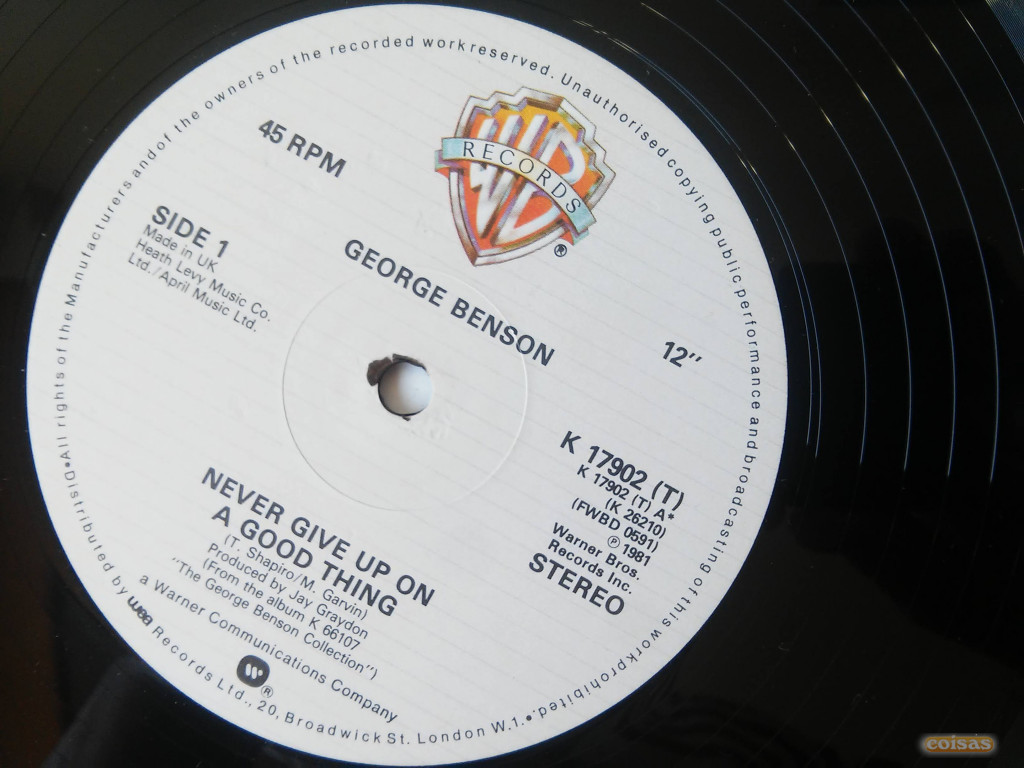 • All rights of the Manufacturers and of the owners of the recorded work reserved. Unauthorised copying public performance and broadcasting of this work prohibited. •
45 RPM
WB
RECORDS
®
SIDE 1
Made in UK
Heath Levy Music Co.
Ltd./April Music Ltd.
GEORGE BENSON
12"
K 17902 (T)
K 17902 (T) A*
(K 26210)
(FWBD 0591)
℗ 1981
Warner Bros.
Records Inc.
STEREO
NEVER GIVE UP ON
A GOOD THING
(T. Shapiro/M. Garvin)
Produced by Jay Graydon
(From the album K 66107
"The George Benson Collection")
a Warner Communications Company
W ®
Distributed by wea Records Ltd., 20, Broadwick St. London W.1.
coisas